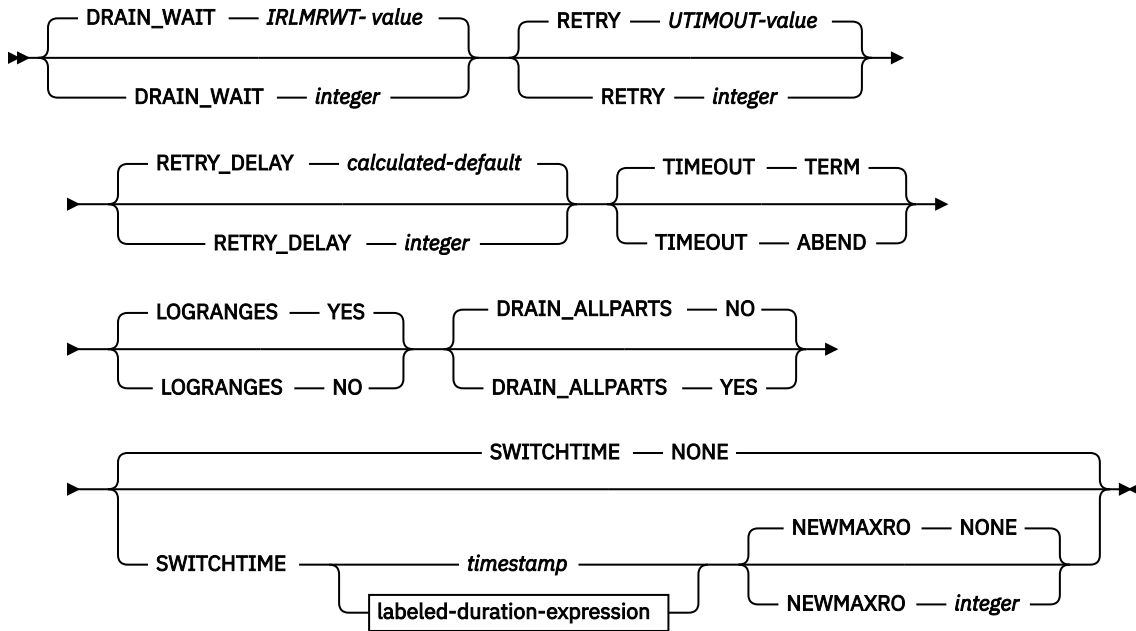 DRAIN_WAIT IRLMRWT- value RETRY UTIMOUT-value
DRAIN_WAIT integer RETRY integer
RETRY_DELAY calculated-default TIMEOUT TERM
RETRY_DELAY integer TIMEOUT ABEND
LOGRANGES YES DRAIN_ALLPARTS NO
LOGRANGES NO DRAIN_ALLPARTS YES
SWITCHTIME NONE
NEWMAXRO NONE
SWITCHTIME timestamp
labeled-duration-expression NEWMAXRO integer